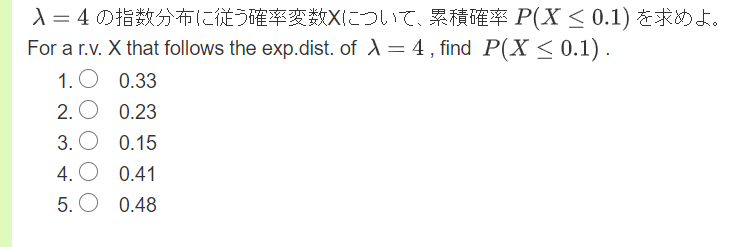 λ = 4 の指数分布に従う確率変数Xについて、累積確率 P(X ≤ 0.1) を求めよ。
For a r.v. X that follows the exp.dist. of λ = 4 , find P(X ≤ 0.1) .
1. 0.33
2. 0.23
3. 0.15
4. 0.41
5. 0.48